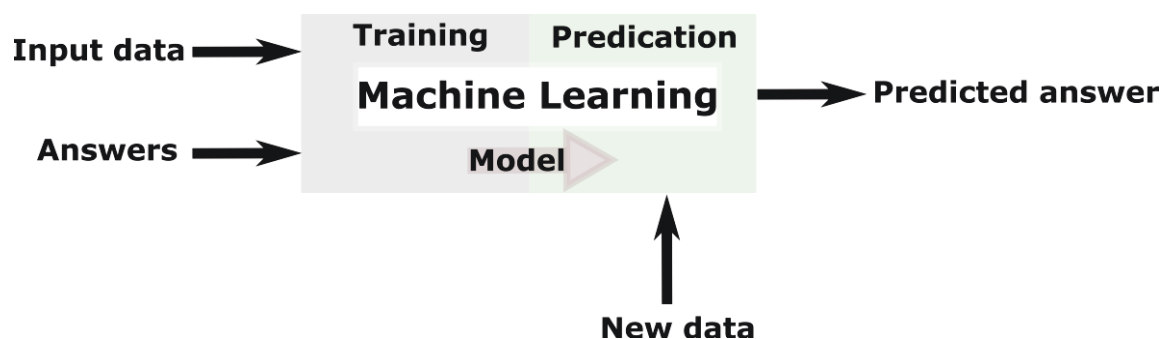 Training
Predication
Input data
Machine Learning
Predicted answer
Answers
Model
New data